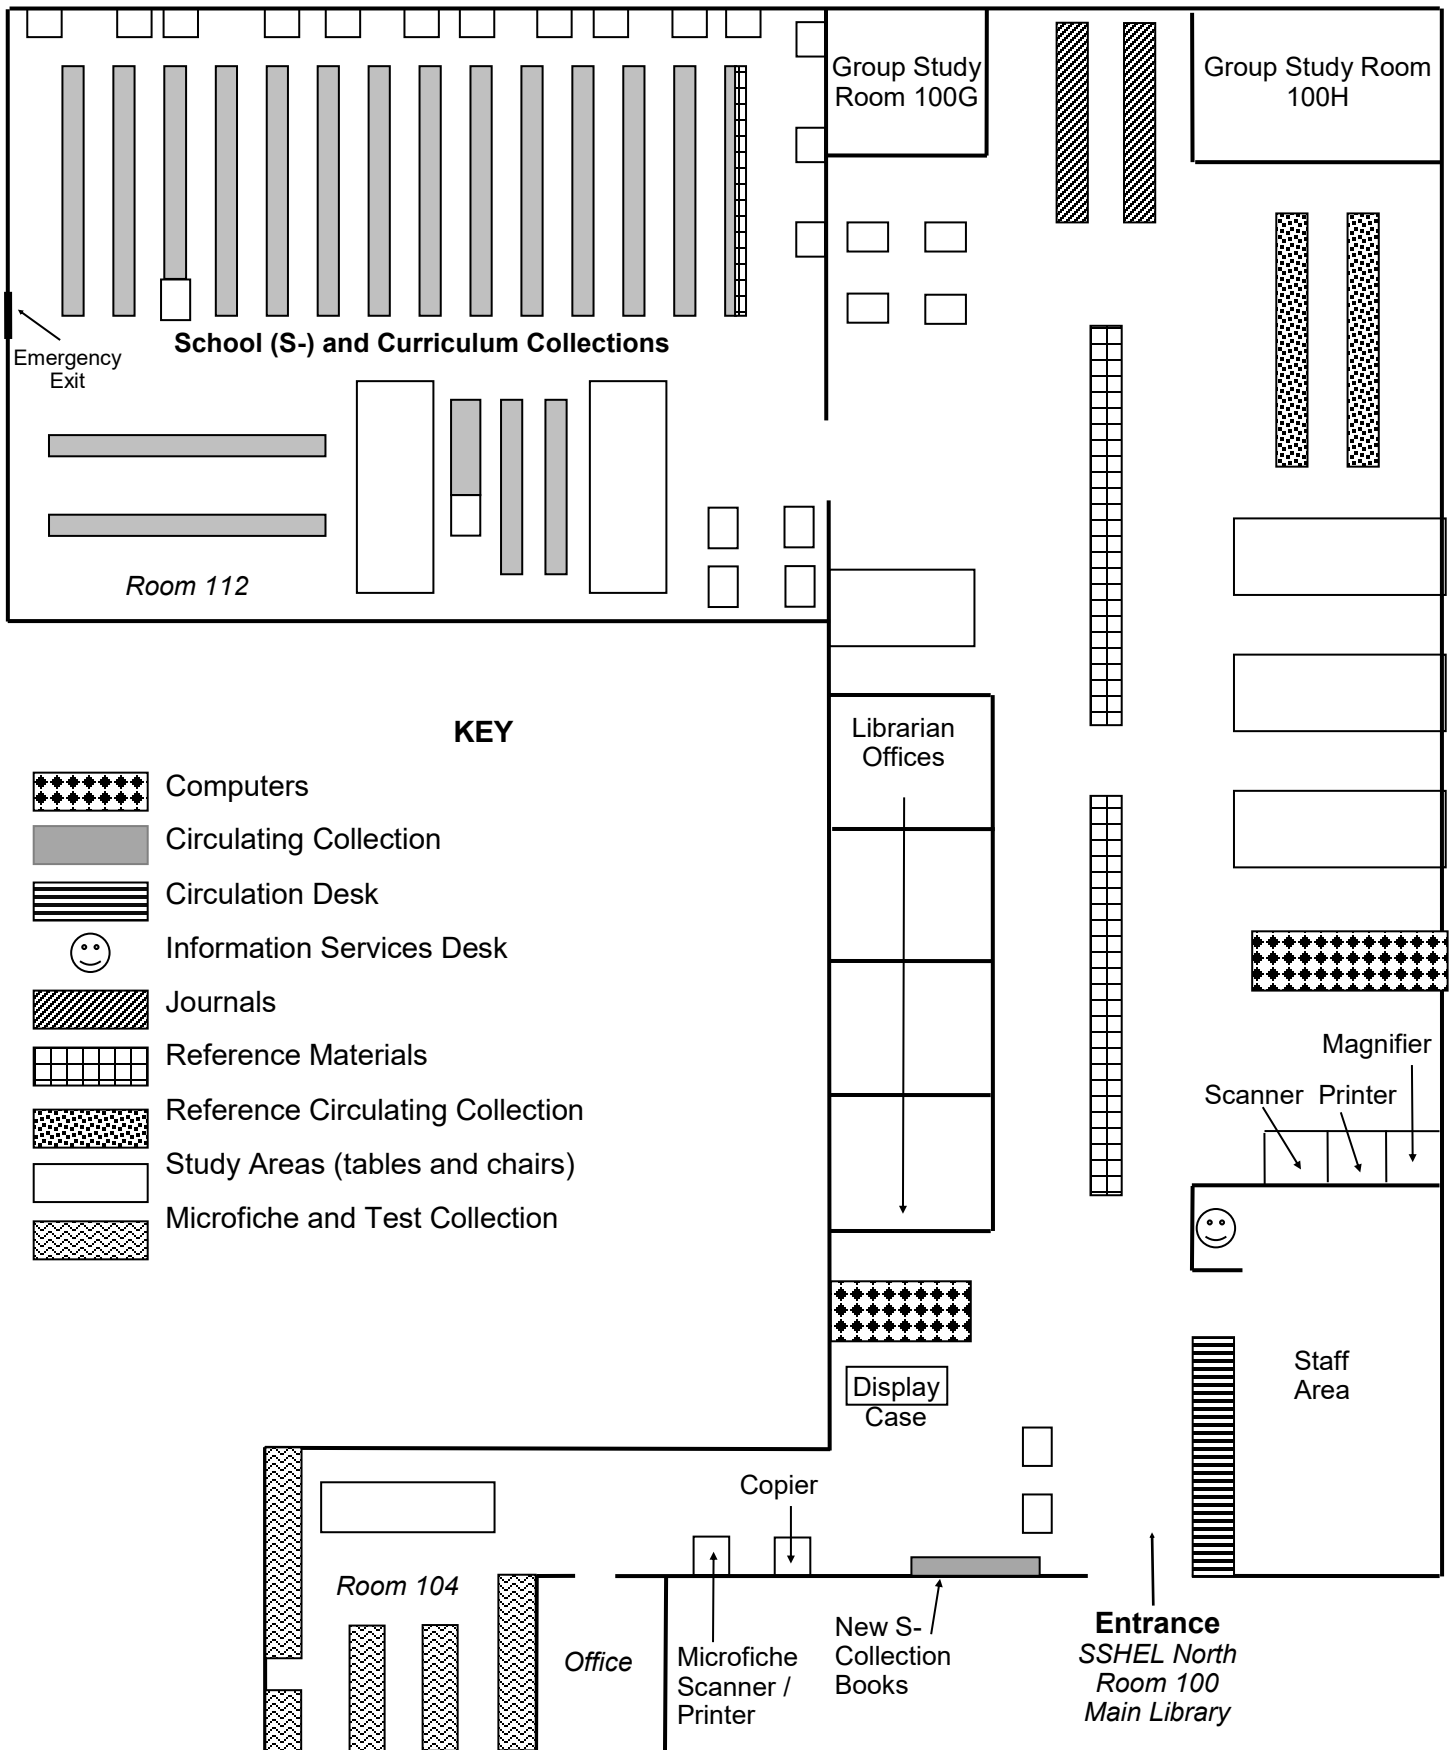 Group Study
Room 100G
Group Study Room
100H
Emergency
Exit
School (S-) and Curriculum Collections
Room 112
KEY
Computers
Circulating Collection
Circulation Desk
Information Services Desk
Journals
Reference Materials
Reference Circulating Collection
Study Areas (tables and chairs)
Microfiche and Test Collection
Librarian
Offices
Magnifier
Scanner Printer
Staff
Area
Display
Case
Copier
Room 104
Office
Microfiche
Scanner /
Printer
New S-
Collection
Books
Entrance
SSHEL North
Room 100
Main Library